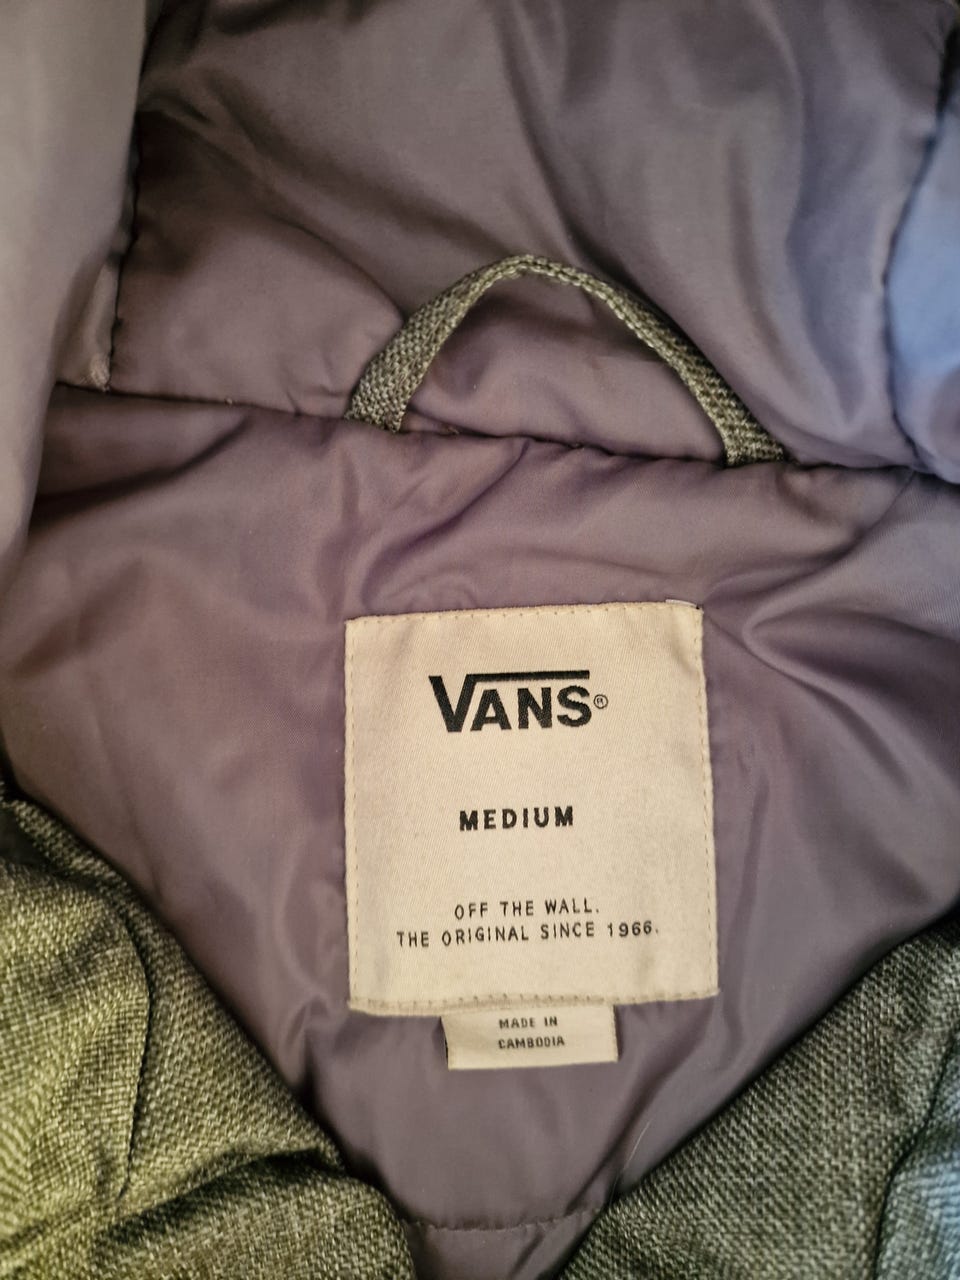 VANS®
MEDIUM
OFF THE WALL.
THE ORIGINAL SINCE 1966.
MADE IN
CAMBODIA